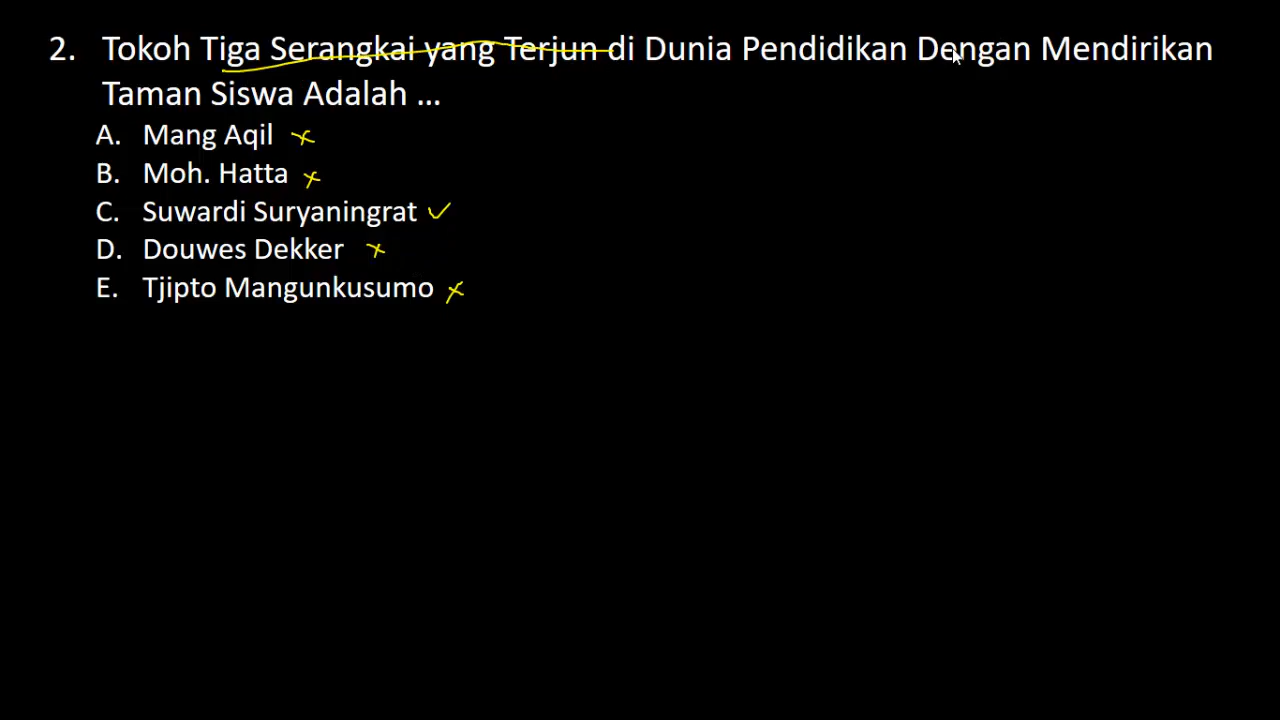 2. Tokoh Tiga Serangkai yang Terjun di Dunia Pendidikan Dengan Mendirikan
Taman Siswa Adalah ...
A. Mang Aqil
B. Moh. Hatta
C. Suwardi Suryaningrat
D. Douwes Dekker
E. Tjipto Mangunkusumo